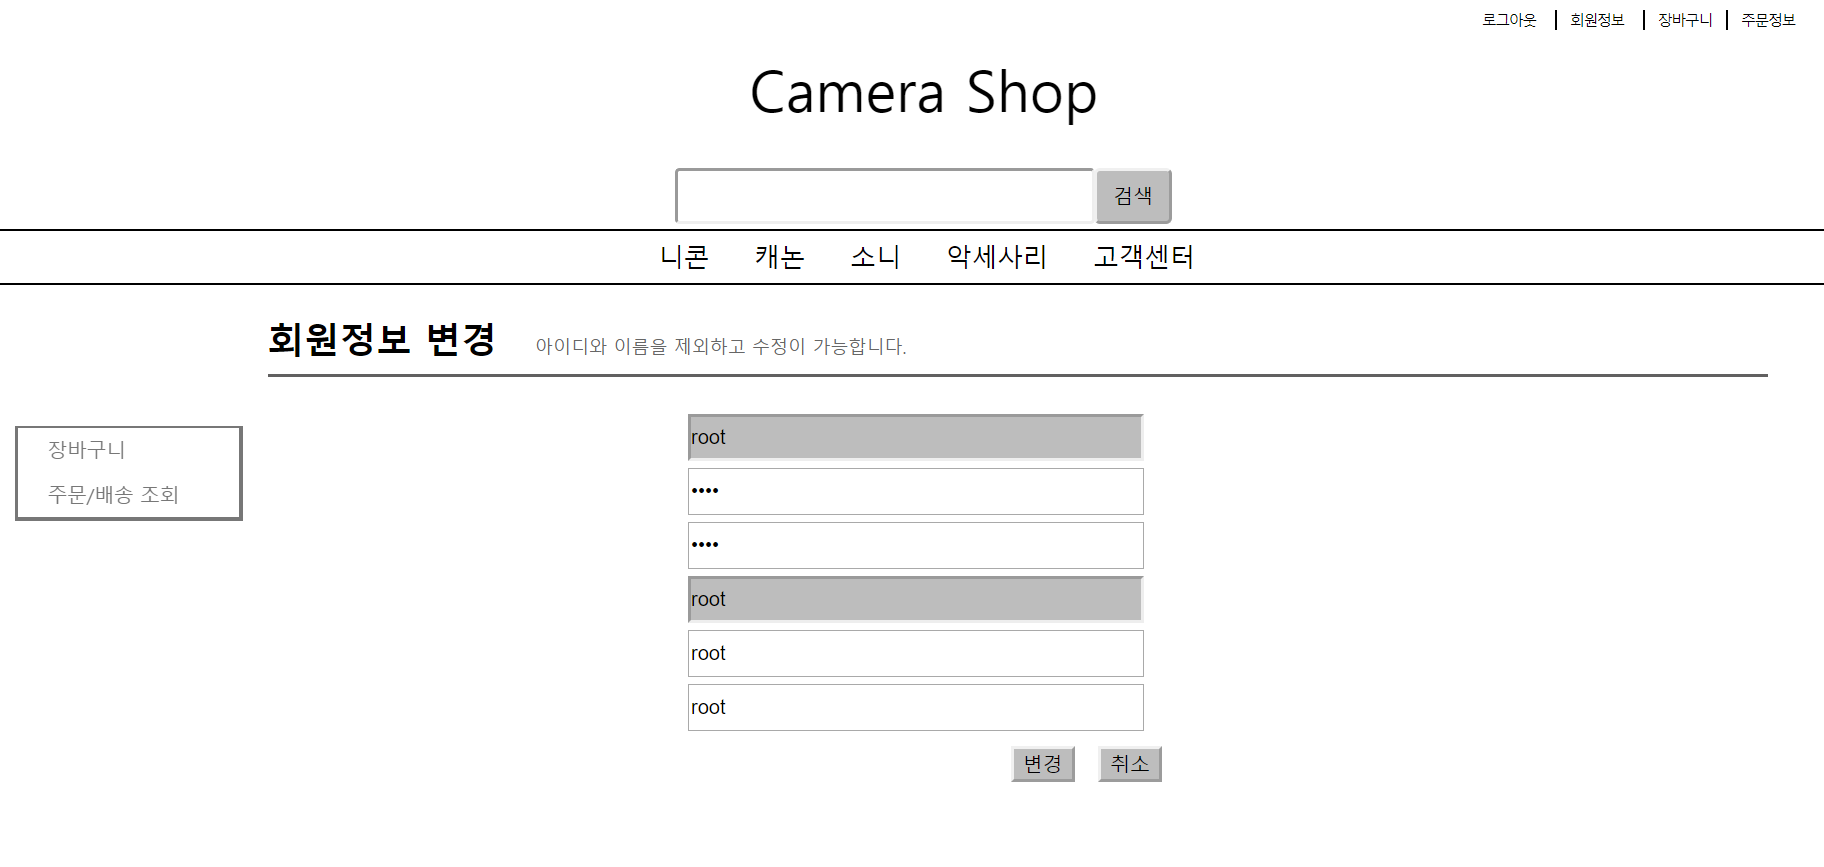 로그아웃 회원정보 장바구니 주문정보
Camera Shop
검색
니콘 캐논 소니 악세사리 고객센터
회원정보 변경 아이디와 이름을 제외하고 수정이 가능합니다.
장바구니
주문/배송 조회
root
••••
••••
root
root
root
변경 취소